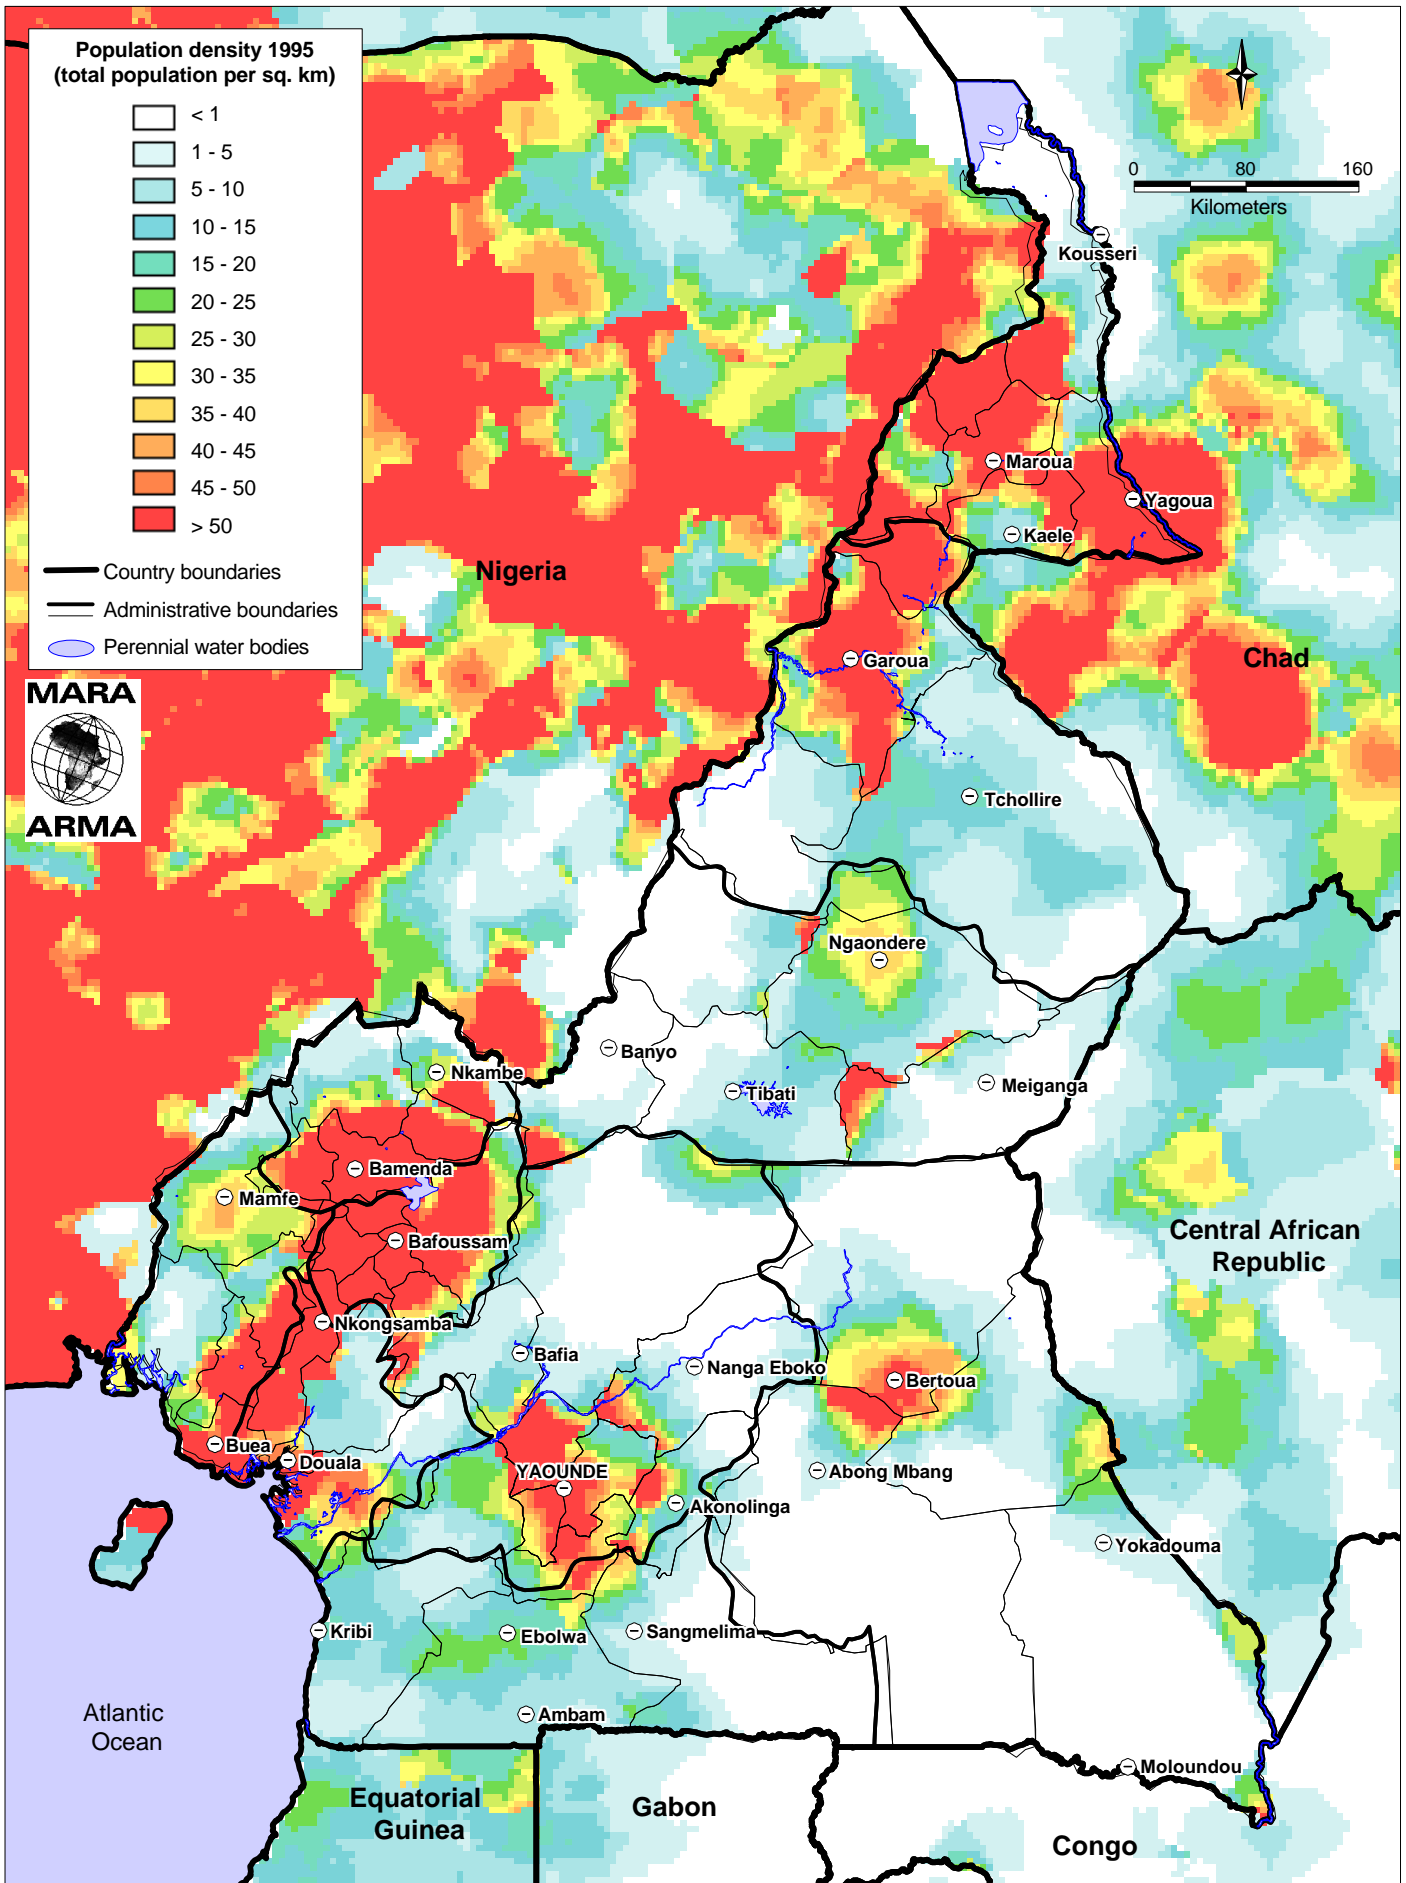 Population density 1995
(total population per sq. km)
< 1
1 - 5
5 - 10
10 - 15
15 - 20
20 - 25
25 - 30
30 - 35
35 - 40
40 - 45
45 - 50
> 50
Country boundaries
Administrative boundaries
Perennial water bodies
MARA
ARMA
0 80 160
Kilometers
Kousseri
Maroua
Yagoua
Kaele
Nigeria
Garoua
Chad
Tchollire
Ngaondere
Banyo
Nkambe
Tibati
Meiganga
Bamenda
Mamfe
Bafoussam
Central African
Republic
Nkongsamba
Bafia
Nanga Eboko
Bertoua
Buea
Douala
YAOUNDE
Abong Mbang
Akonolinga
Yokadouma
Kribi
Ebolwa
Sangmelima
Atlantic
Ocean
Ambam
Moloundou
Equatorial
Guinea
Gabon
Congo